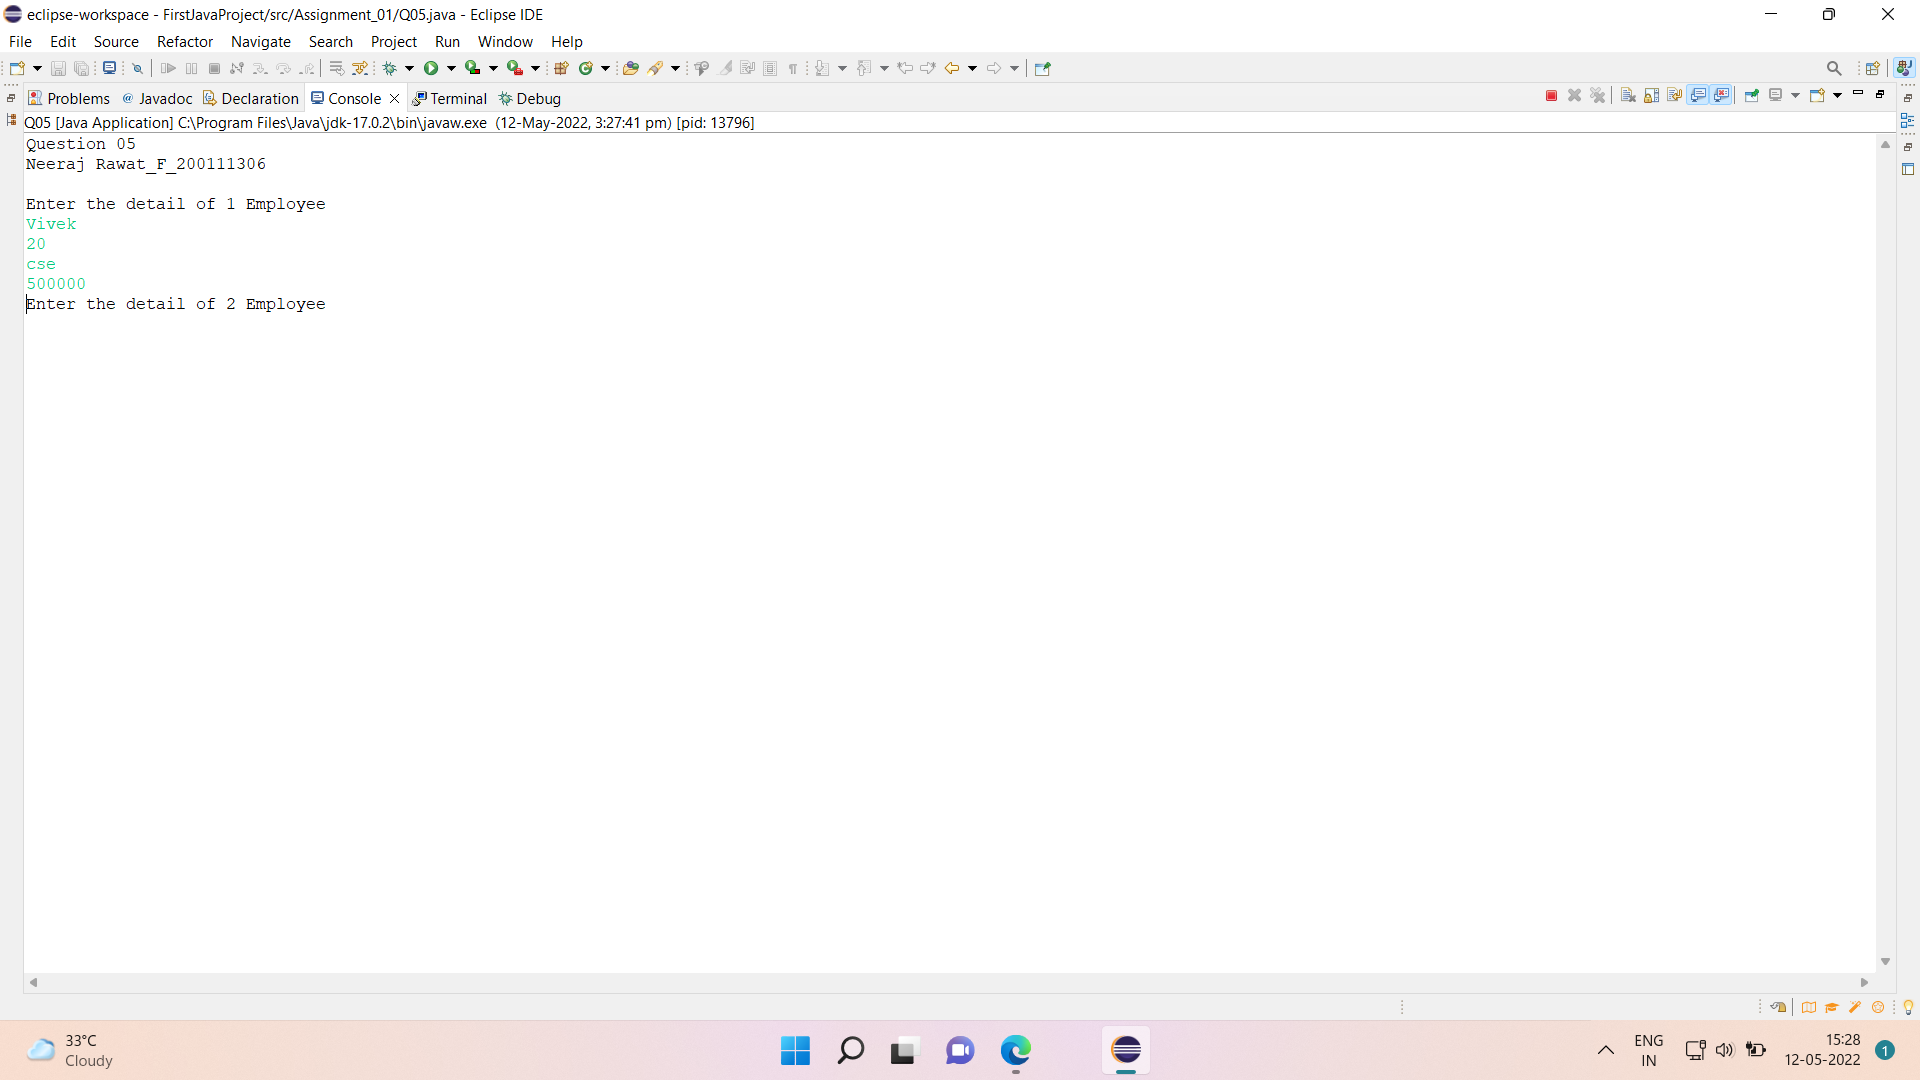 eclipse-workspace - FirstJavaProject/src/Assignment_01/Q05.java - Eclipse IDE
File Edit Source Refactor Navigate Search Project Run Window Help
Problems @ Javadoc Declaration Console Terminal Debug
Q05 [Java Application] C:\Program Files\Java\jdk-17.0.2\bin\javaw.exe (12-May-2022, 3:27:41 pm) [pid: 13796]
Question 05
Neeraj Rawat_F_200111306
Enter the detail of 1 Employee
Vivek
20
cse
500000
Enter the detail of 2 Employee
33°C
Cloudy
ENG
IN
15:28
12-05-2022
1